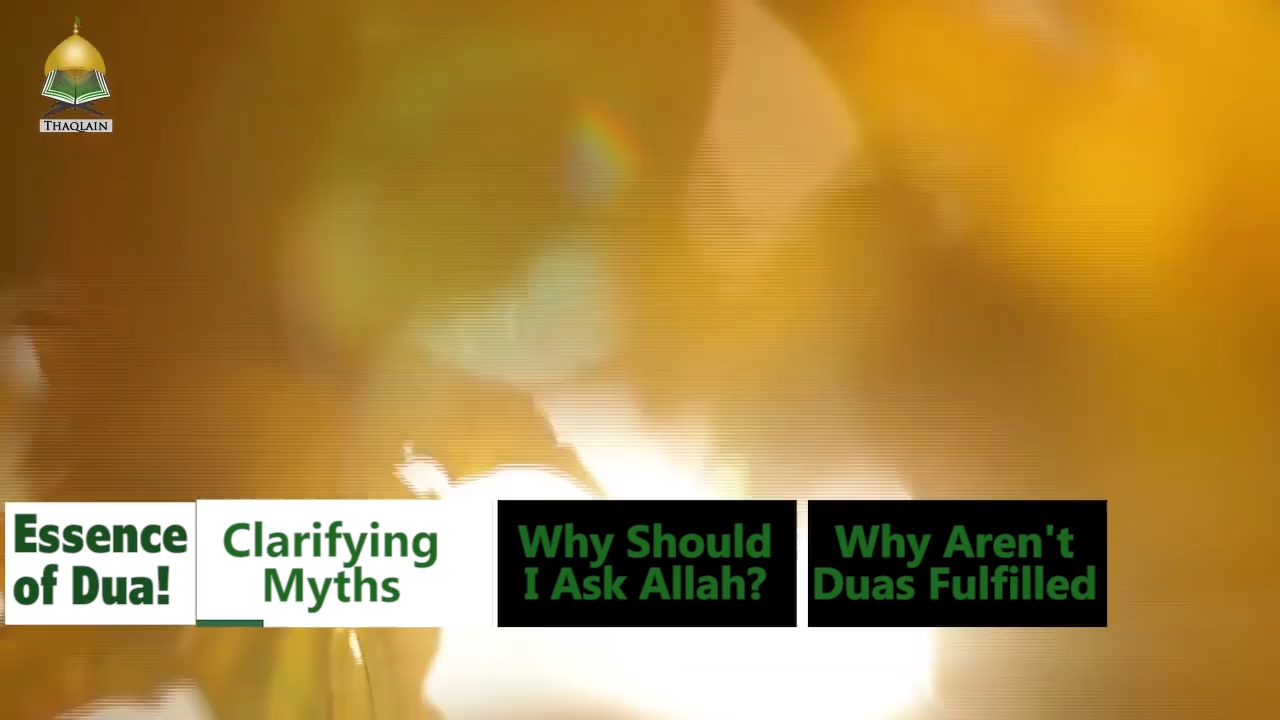 THAQLAIN
Essence
of Dua!
Clarifying
Myths
Why Should
I Ask Allah?
Why Aren't
Duas Fulfilled